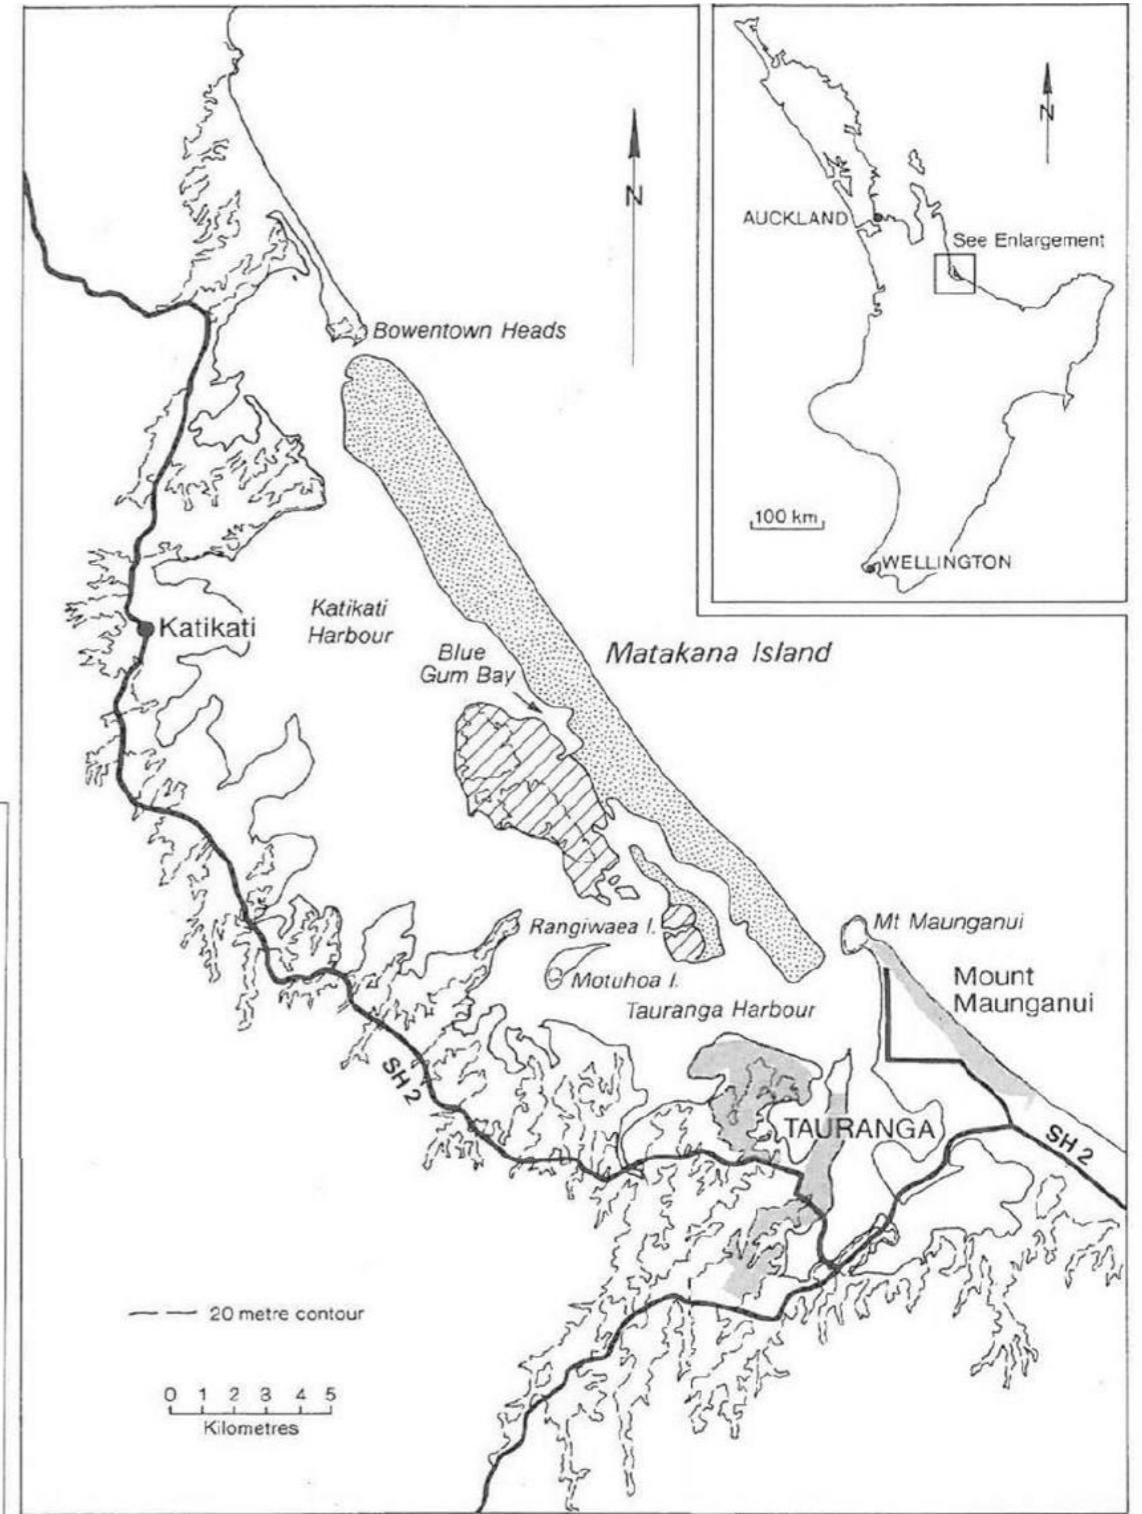 N
AUCKLAND
See Enlargement
100 km
WELLINGTON
N
Bowentown Heads
Katikati
Harbour
Katikati
Blue
Gum Bay
Matakana Island
Rangiwaea I.
Motuhoa I.
Tauranga Harbour
Mt Maunganui
Mount
Maunganui
SH 2
TAURANGA
SH 2
20 metre contour
0 1 2 3 4 5
Kilometres